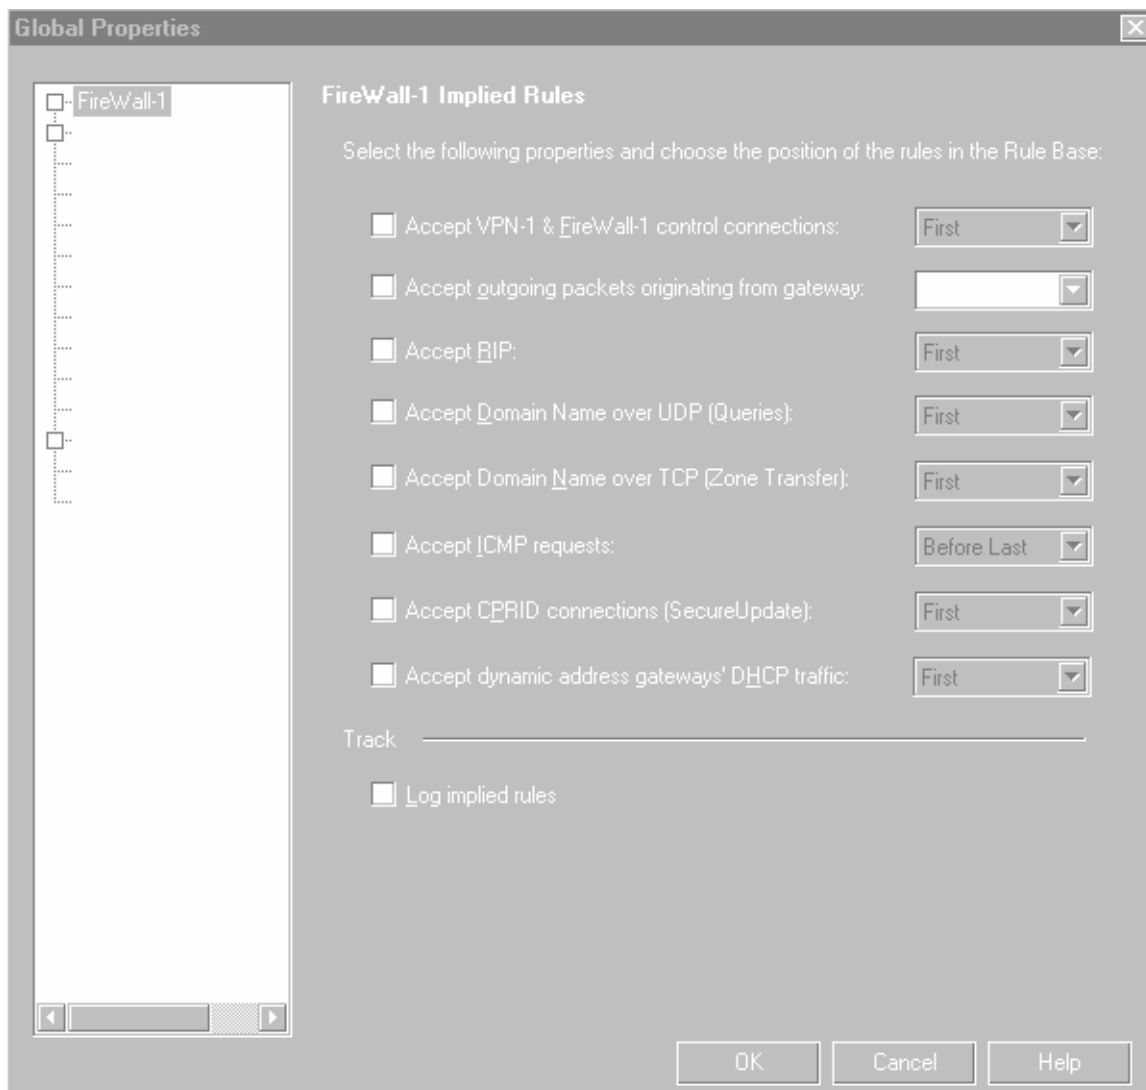 Global Properties
FireWall-1
FireWall-1 Implied Rules
Select the following properties and choose the position of the rules in the Rule Base:
Accept VPN-1 & FireWall-1 control connections: First
Accept outgoing packets originating from gateway:
Accept RIP: First
Accept Domain Name over UDP (Queries): First
Accept Domain Name over TCP (Zone Transfer): First
Accept ICMP requests: Before Last
Accept CPRID connections (SecureUpdate): First
Accept dynamic address gateways' DHCP traffic: First
Track
Log implied rules
OK Cancel Help